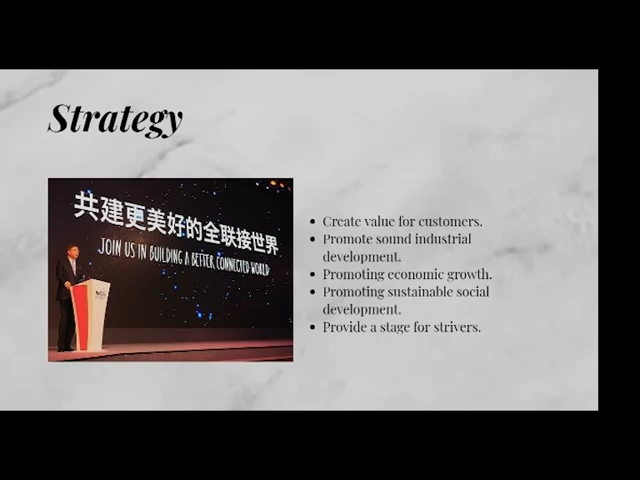 Strategy
共建更美好的全联接世界
JOIN US IN BUILDING A BETTER CONNECTED WORLD
Create value for customers.
Promote sound industrial
development.
Promoting economic growth.
Promoting sustainable social
development.
Provide a stage for strivers.